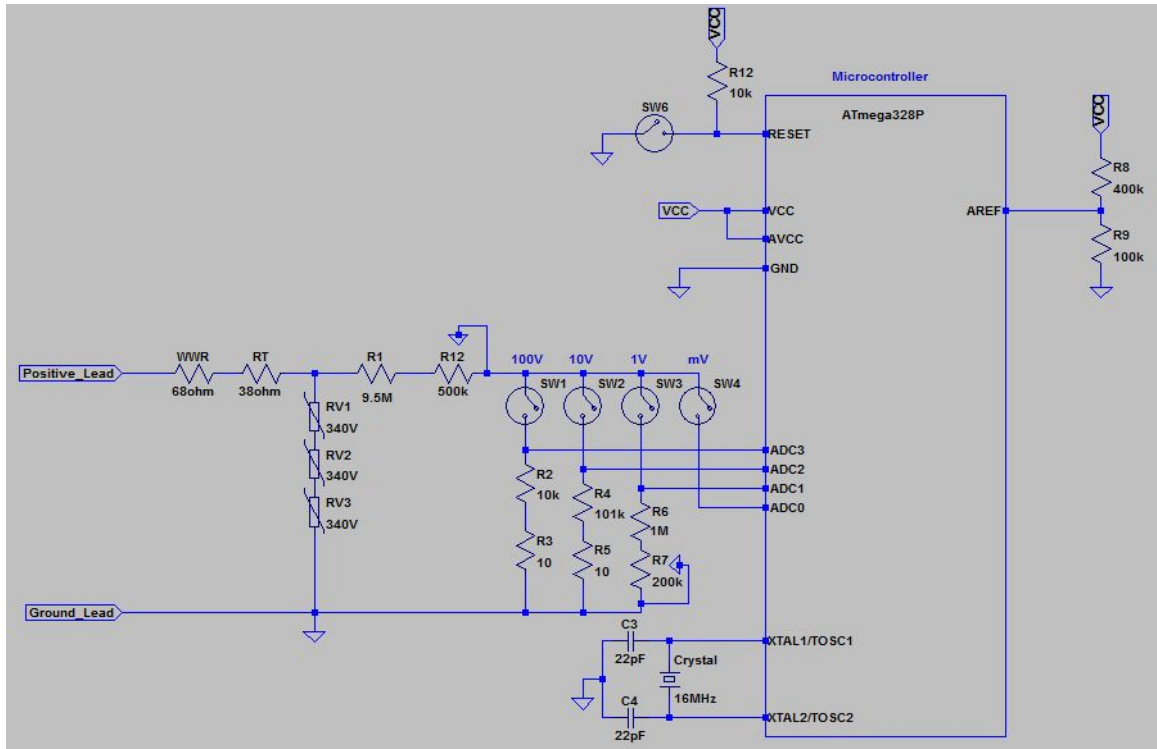 VCC
R12
10k
SW6
Microcontroller
ATmega328P
RESET
VCC
VCC
AVCC
GND
AREF
VCC
R8
400k
R9
100k
Positive_Lead
WWR
68ohm
RT
38ohm
R1
9.5M
R12
500k
100V
10V
1V
mV
SW1
SW2
SW3
SW4
RV1
340V
RV2
340V
RV3
340V
ADC3
ADC2
ADC1
ADC0
R2
10k
R4
101k
R6
1M
R3
10
R5
10
R7
200k
Ground_Lead
C3
22pF
Crystal
16MHz
C4
22pF
XTAL1/TOSC1
XTAL2/TOSC2